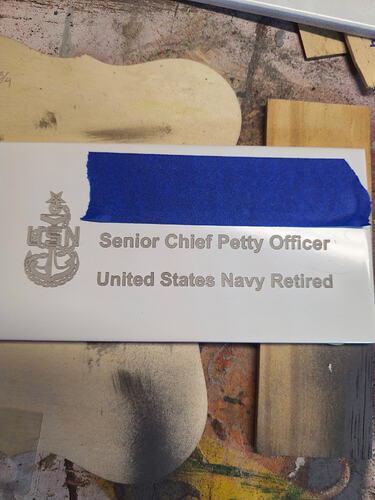 USN
Senior Chief Petty Officer
United States Navy Retired